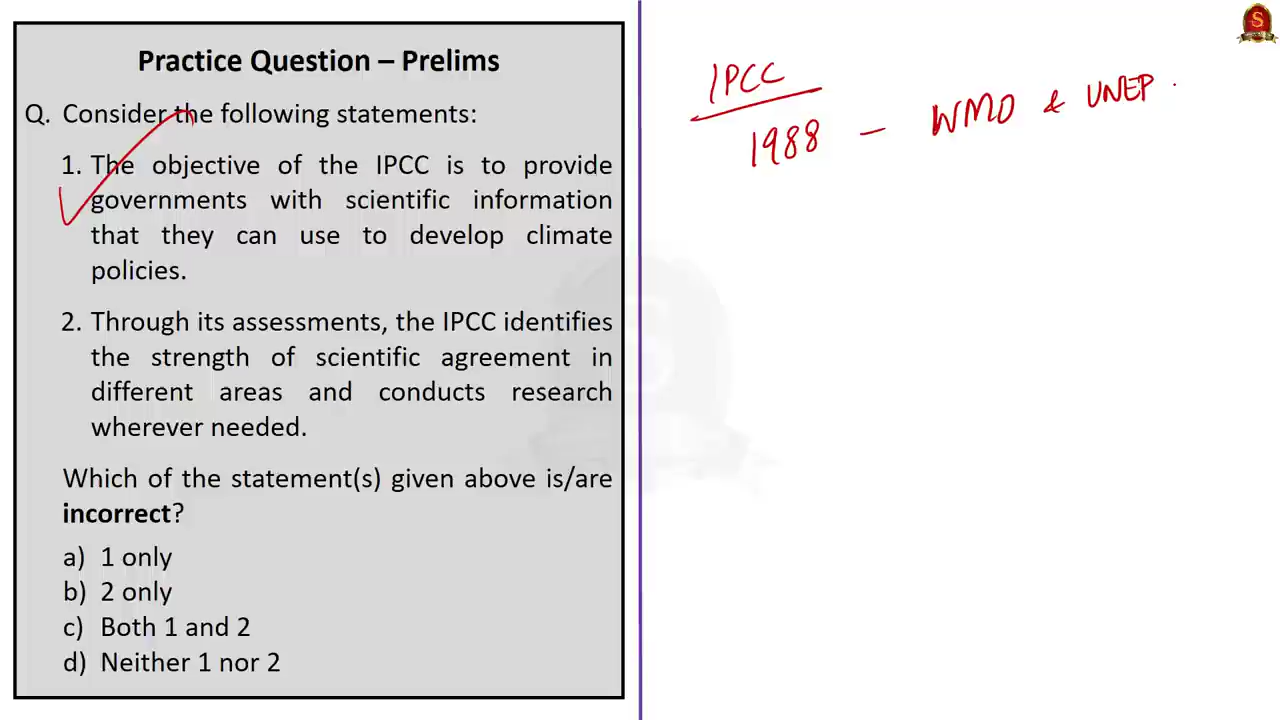 Practice Question – Prelims
Q. Consider the following statements:
1. The objective of the IPCC is to provide
governments with scientific information
that they can use to develop climate
policies.
2. Through its assessments, the IPCC identifies
the strength of scientific agreement in
different areas and conducts research
wherever needed.
Which of the statement(s) given above is/are
incorrect?
a) 1 only
b) 2 only
c) Both 1 and 2
d) Neither 1 nor 2
IPCC
1988 – WMO & UNEP .
S